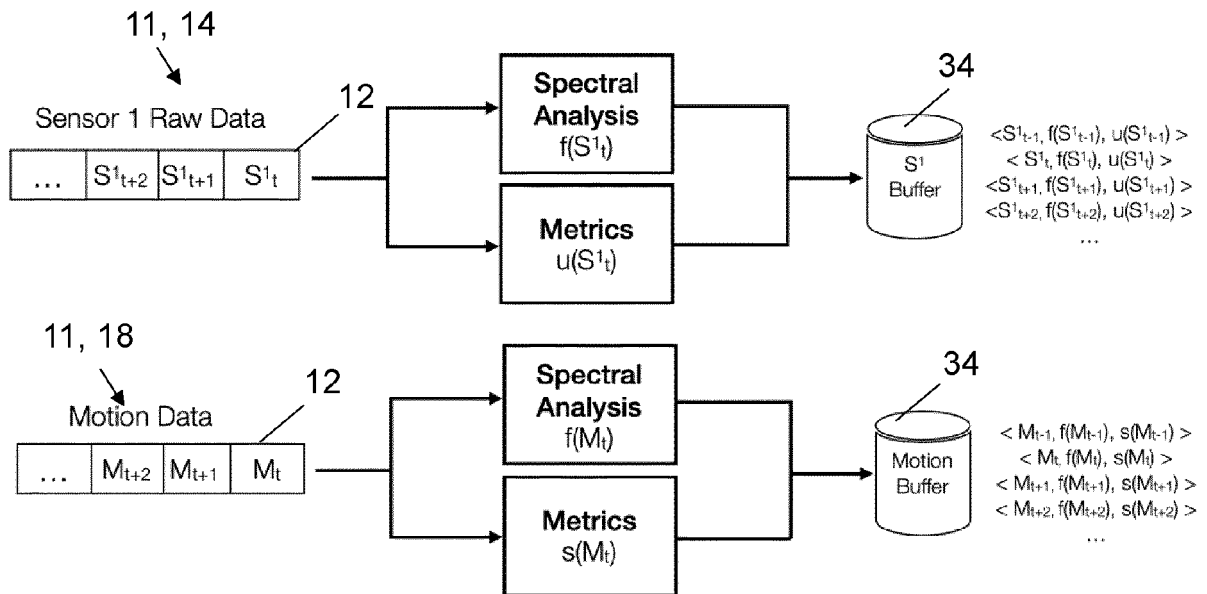 11, 14
Sensor 1 Raw Data
12
... S¹t+2 S¹t+1 S¹t
Spectral
Analysis
f(S¹t)
Metrics
u(S¹t)
34
S¹
Buffer
<S¹t-1, f(S¹t-1), u(S¹t-1) >
< S¹t, f(S¹t), u(S¹t) >
<S¹t+1, f(S¹t+1), u(S¹t+1) >
<S¹t+2, f(S¹t+2), u(S¹t+2) >
...
11, 18
Motion Data
12
... Mt+2 Mt+1 Mt
Spectral
Analysis
f(Mt)
Metrics
s(Mt)
34
Motion
Buffer
< Mt-1, f(Mt-1), s(Mt-1) >
< Mt, f(Mt), s(Mt) >
< Mt+1, f(Mt+1), s(Mt+1) >
< Mt+2, f(Mt+2), s(Mt+2) >
...